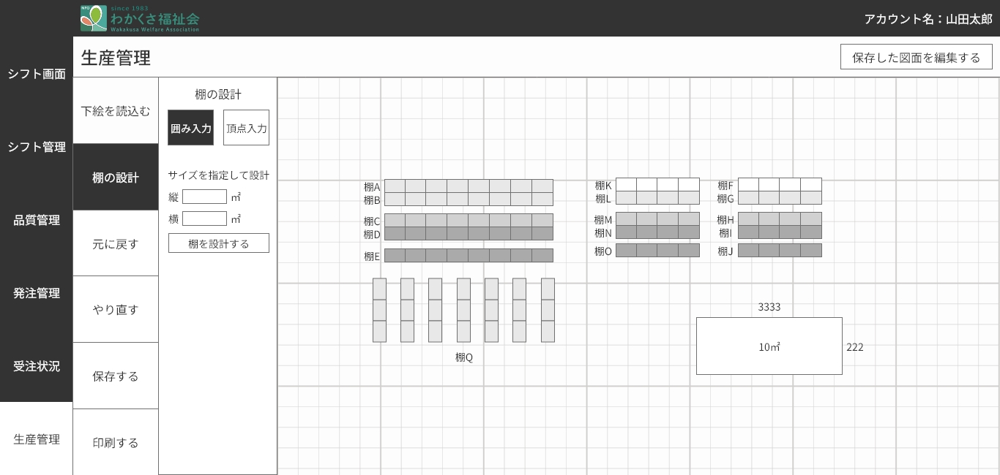 NPO
since 1983
わかくさ福祉会
Wakakusa Welfare Association
アカウント名：山田太郎
シフト画面
シフト管理
品質管理
発注管理
受注状況
生産管理
生産管理
保存した図面を編集する
下絵を読込む
棚の設計
元に戻す
やり直す
保存する
印刷する
棚の設計
囲み入力
頂点入力
サイズを指定して設計
縦 ㎡
横 ㎡
棚を設計する
棚A
棚B
棚C
棚D
棚E
棚Q
棚K
棚L
棚M
棚N
棚O
棚F
棚G
棚H
棚I
棚J
3333
10㎡
222